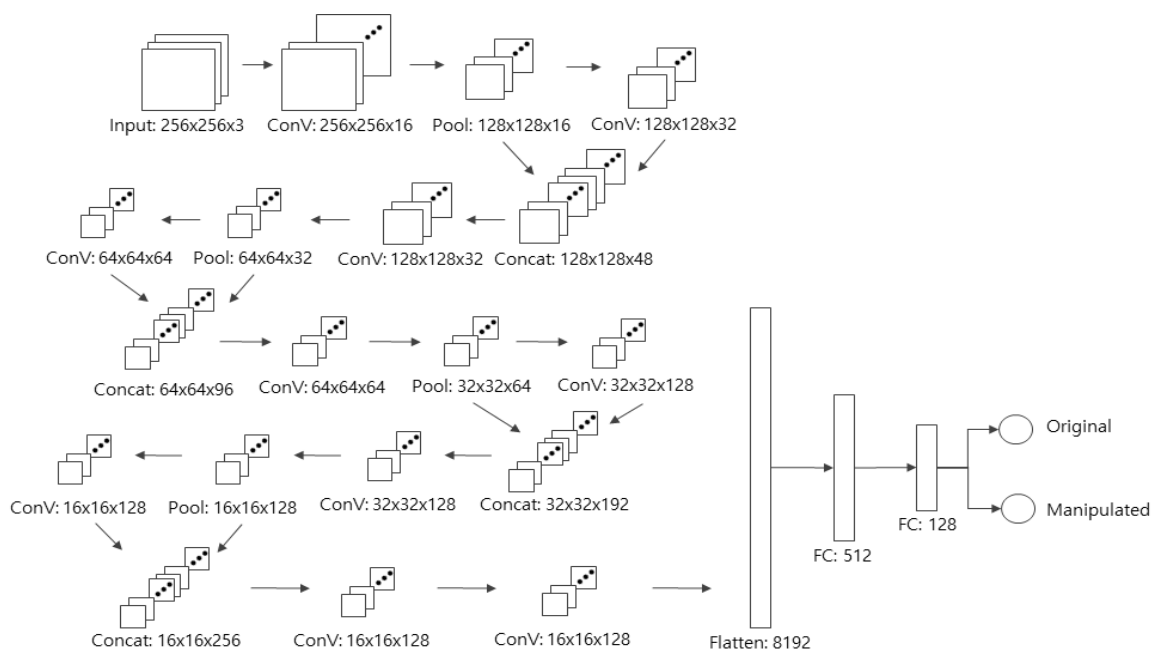 Input: 256x256x3
ConV: 256x256x16
Pool: 128x128x16
ConV: 128x128x32
ConV: 64x64x64
Pool: 64x64x32
ConV: 128x128x32
Concat: 128x128x48
Concat: 64x64x96
ConV: 64x64x64
Pool: 32x32x64
ConV: 32x32x128
ConV: 16x16x128
Pool: 16x16x128
ConV: 32x32x128
Concat: 32x32x192
Concat: 16x16x256
ConV: 16x16x128
ConV: 16x16x128
Flatten: 8192
FC: 512
FC: 128
Original
Manipulated